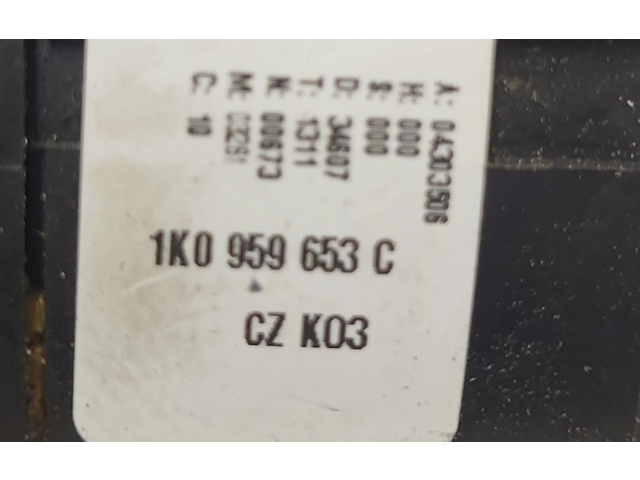 A: 04303506
H: 000
S: 000
D: 34607
T: 1311
N: 00673
M:
C: 10
1K0 959 653 C
CZ K03